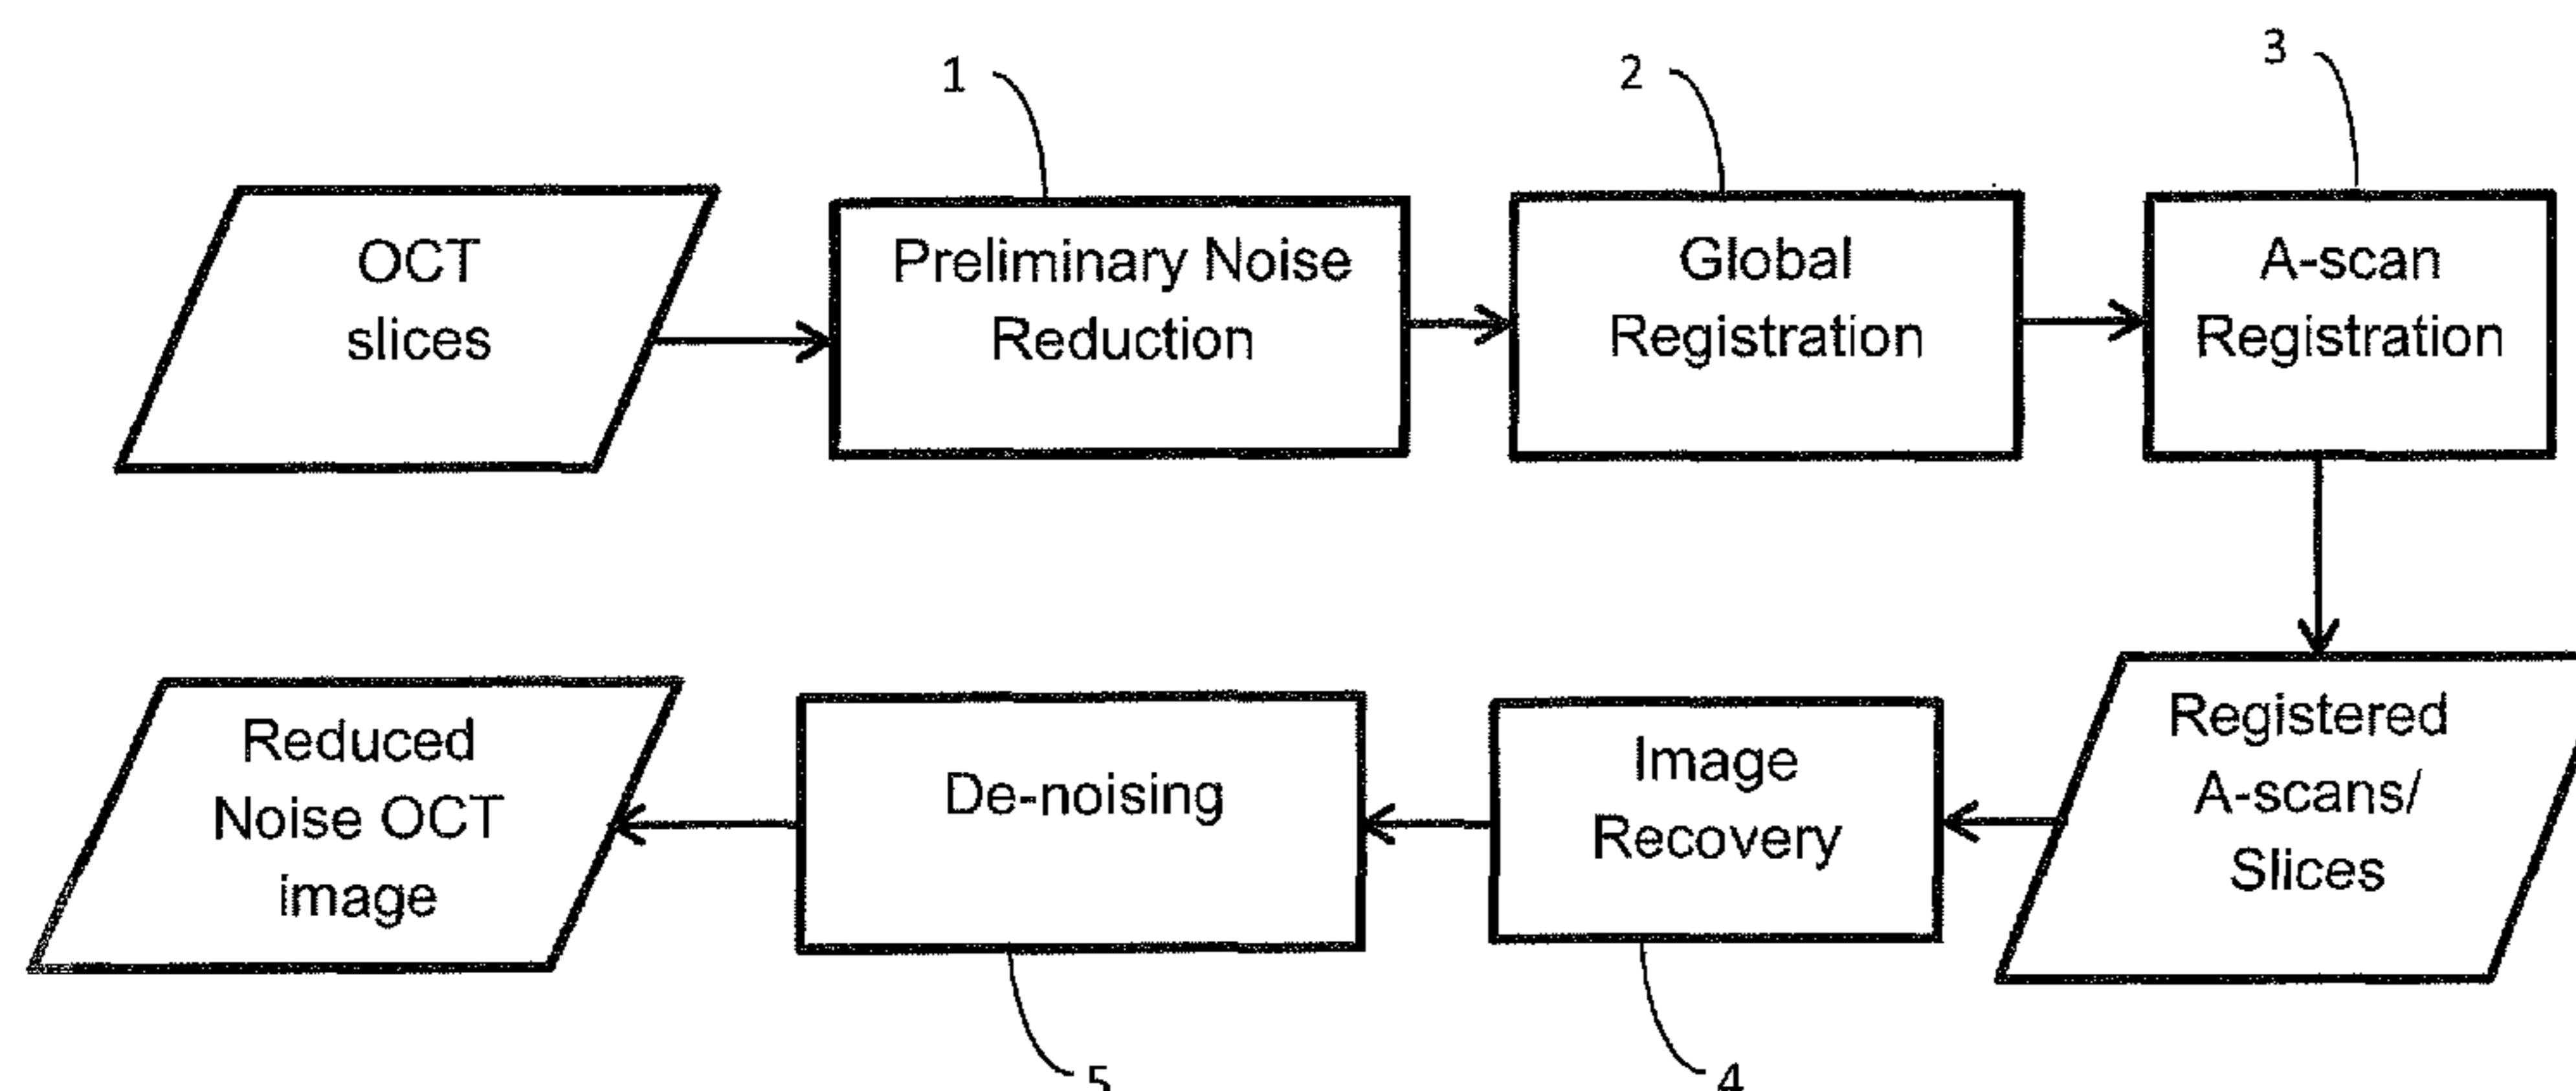 1
2
3
OCT
slices
Preliminary Noise
Reduction
Global
Registration
A-scan
Registration
Registered
A-scans/
Slices
Image
Recovery
De-noising
Reduced
Noise OCT
image
5
4